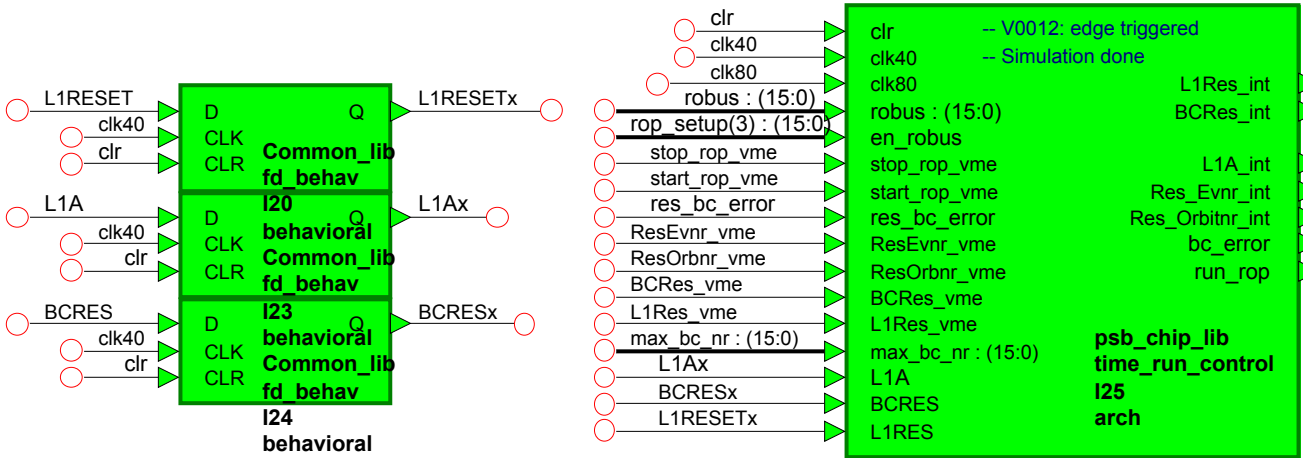 L1RESET
clk40
clr
D
CLK
CLR
Q
L1RESETx
Common_lib
fd_behav
I20
behavioral
L1A
clk40
clr
D
CLK
CLR
Q
L1Ax
Common_lib
fd_behav
I23
behavioral
BCRES
clk40
clr
D
CLK
CLR
Q
BCRESx
Common_lib
fd_behav
I24
behavioral
clr
clk40
clk80
robus : (15:0)
rop_setup(3) : (15:0)
stop_rop_vme
start_rop_vme
res_bc_error
ResEvnr_vme
ResOrbnr_vme
BCRes_vme
L1Res_vme
max_bc_nr : (15:0)
L1Ax
BCRESx
L1RESETx
clr
clk40
clk80
robus : (15:0)
en_robus
stop_rop_vme
start_rop_vme
res_bc_error
ResEvnr_vme
ResOrbnr_vme
BCRes_vme
L1Res_vme
max_bc_nr : (15:0)
L1A
BCRES
L1RES
-- V0012: edge triggered
-- Simulation done
L1Res_int
BCRes_int
L1A_int
Res_Evnr_int
Res_Orbitnr_int
bc_error
run_rop
psb_chip_lib
time_run_control
I25
arch